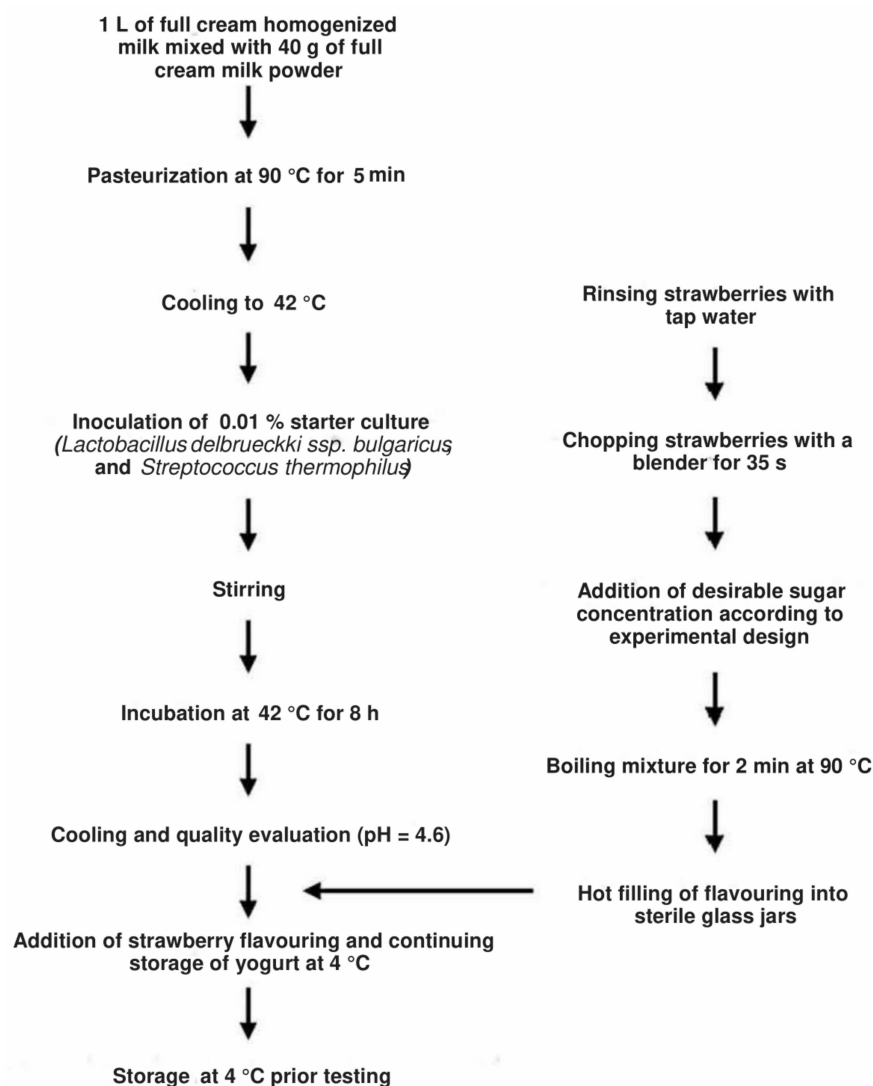 1 L of full cream homogenized
milk mixed with 40 g of full
cream milk powder
Pasteurization at 90 °C for 5 min
Cooling to 42 °C
Inoculation of 0.01 % starter culture
(Lactobacillus delbrueckki ssp. bulgaricus,
and Streptococcus thermophilus)
Stirring
Incubation at 42 °C for 8 h
Cooling and quality evaluation (pH = 4.6)
Addition of strawberry flavouring and continuing
storage of yogurt at 4 °C
Storage at 4 °C prior testing
Rinsing strawberries with
tap water
Chopping strawberries with a
blender for 35 s
Addition of desirable sugar
concentration according to
experimental design
Boiling mixture for 2 min at 90 °C
Hot filling of flavouring into
sterile glass jars